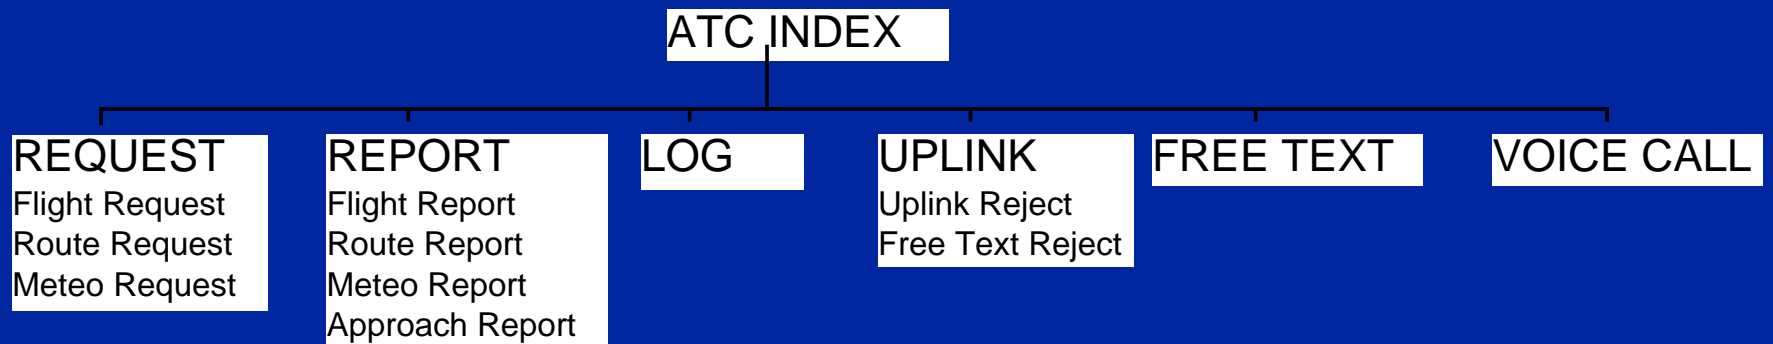 ATC INDEX
REQUEST
Flight Request
Route Request
Meteo Request
REPORT
Flight Report
Route Report
Meteo Report
Approach Report
LOG
UPLINK
Uplink Reject
Free Text Reject
FREE TEXT
VOICE CALL